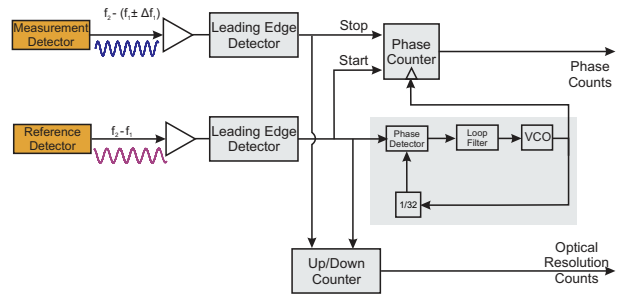 Measurement
Detector
f₂- (f₁± Δf₁)
Leading Edge
Detector
Stop
Start
Phase
Counter
Phase
Counts
Reference
Detector
f₂- f₁
Leading Edge
Detector
Phase
Detector
Loop
Filter
VCO
1/32
Up/Down
Counter
Optical
Resolution
Counts